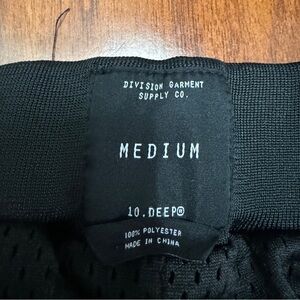 DIVISION GARMENT
SUPPLY CO.
MEDIUM
10.DEEP®
100% POLYESTER
MADE IN CHINA